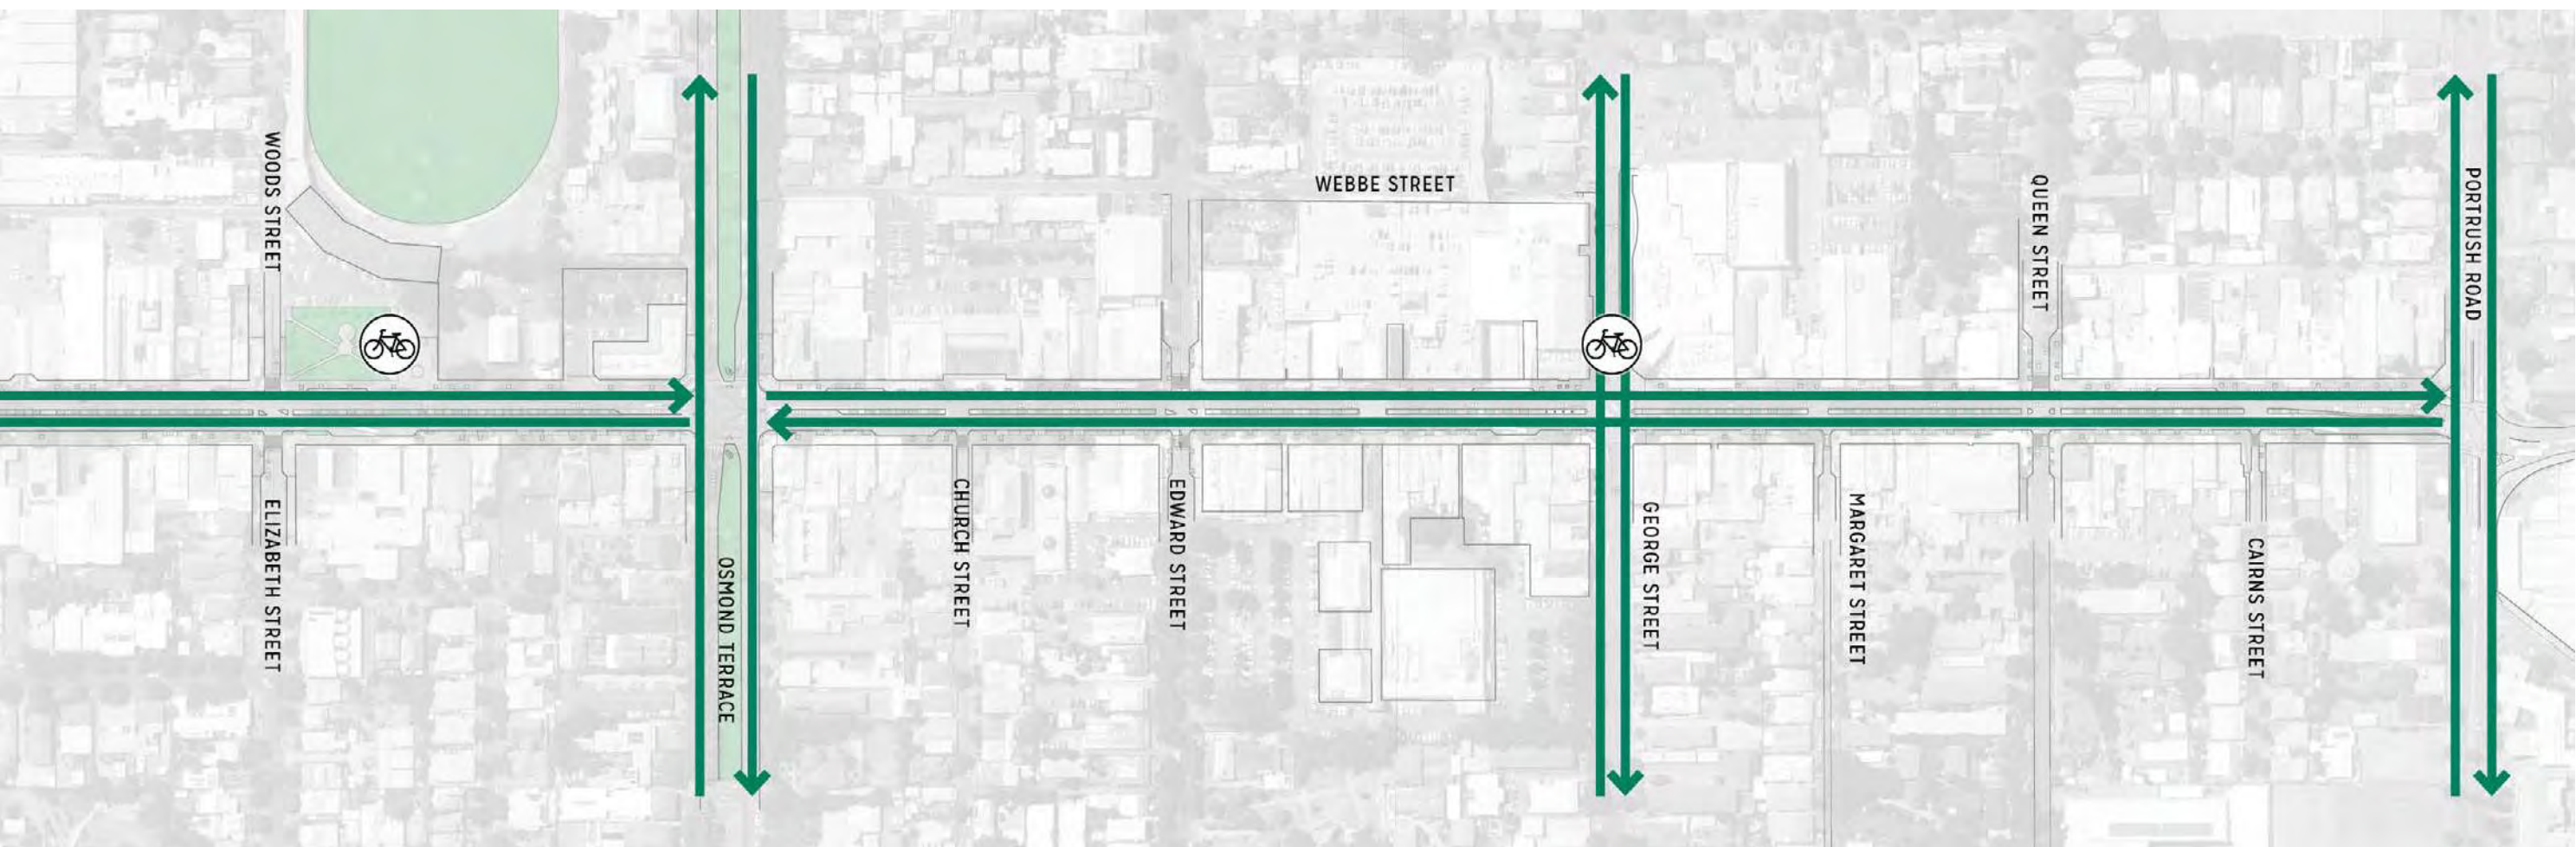 WOODS STREET
WEBBE STREET
QUEEN STREET
PORTRUSH ROAD
ELIZABETH STREET
OSMOND TERRACE
CHURCH STREET
EDWARD STREET
GEORGE STREET
MARGARET STREET
CAIRNS STREET